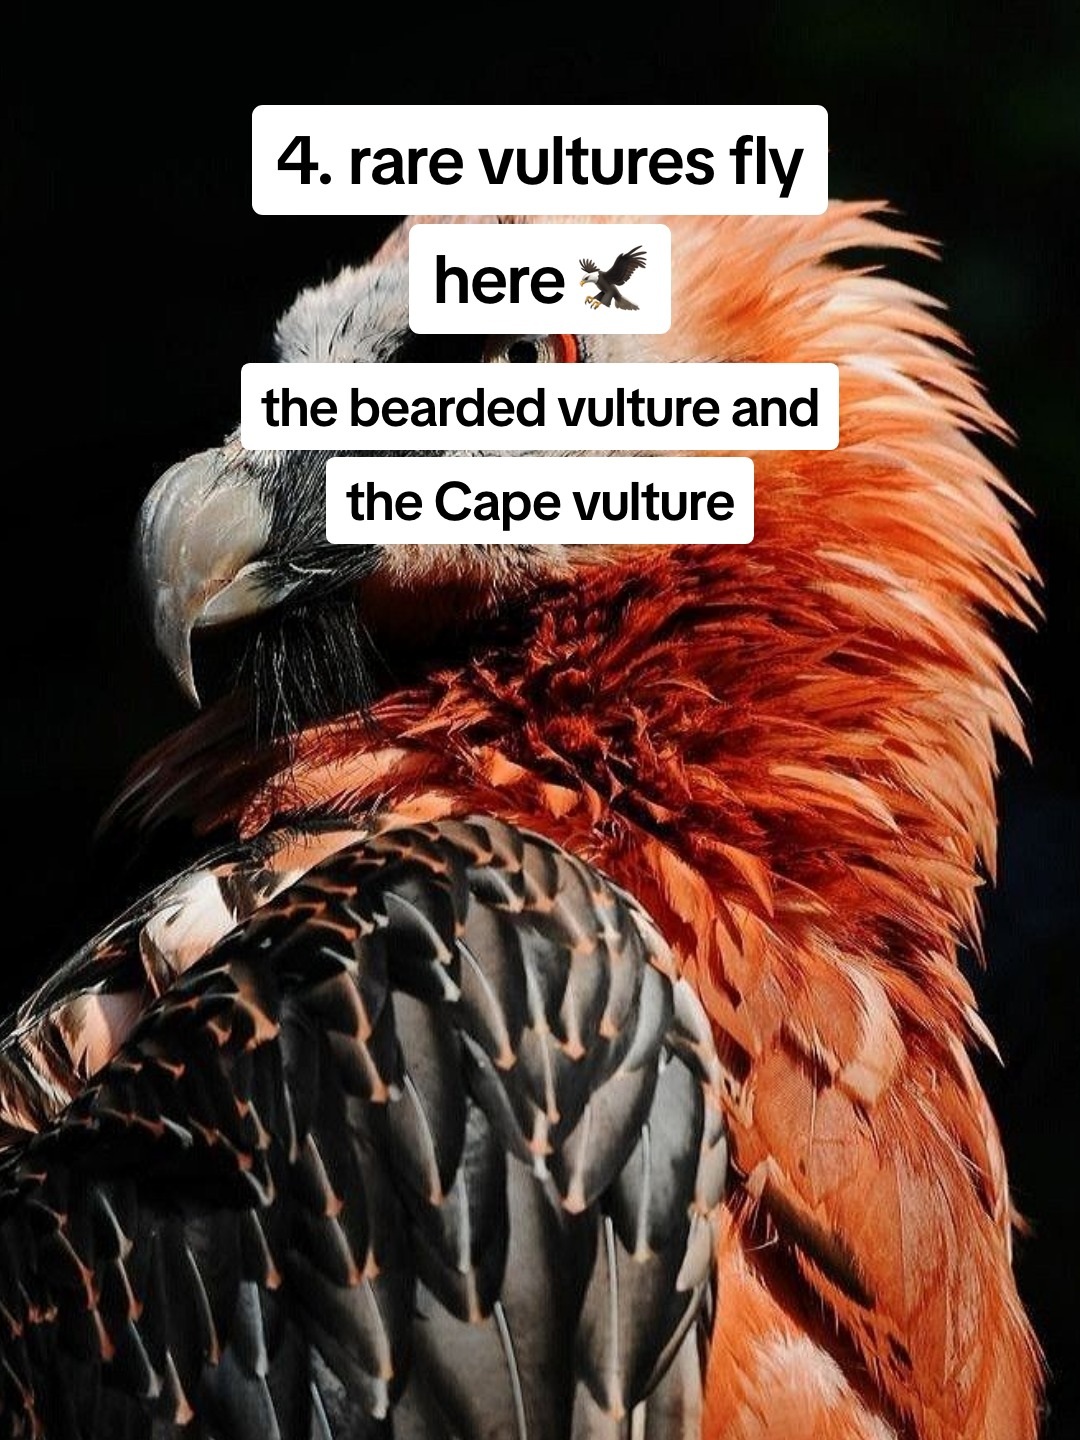 4. rare vultures fly
here 🦅
the bearded vulture and
the Cape vulture